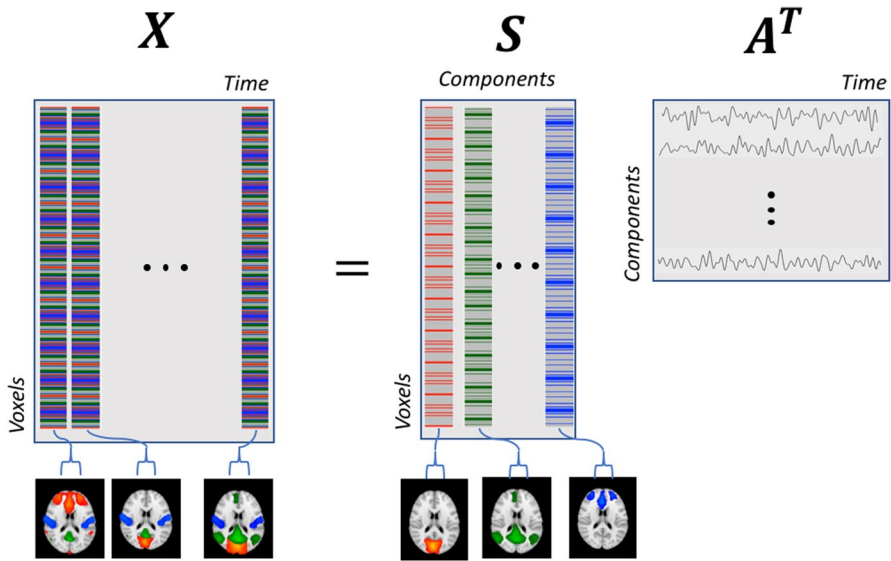 X
S
A^T
Time
Components
Time
Voxels
=
Voxels
Components